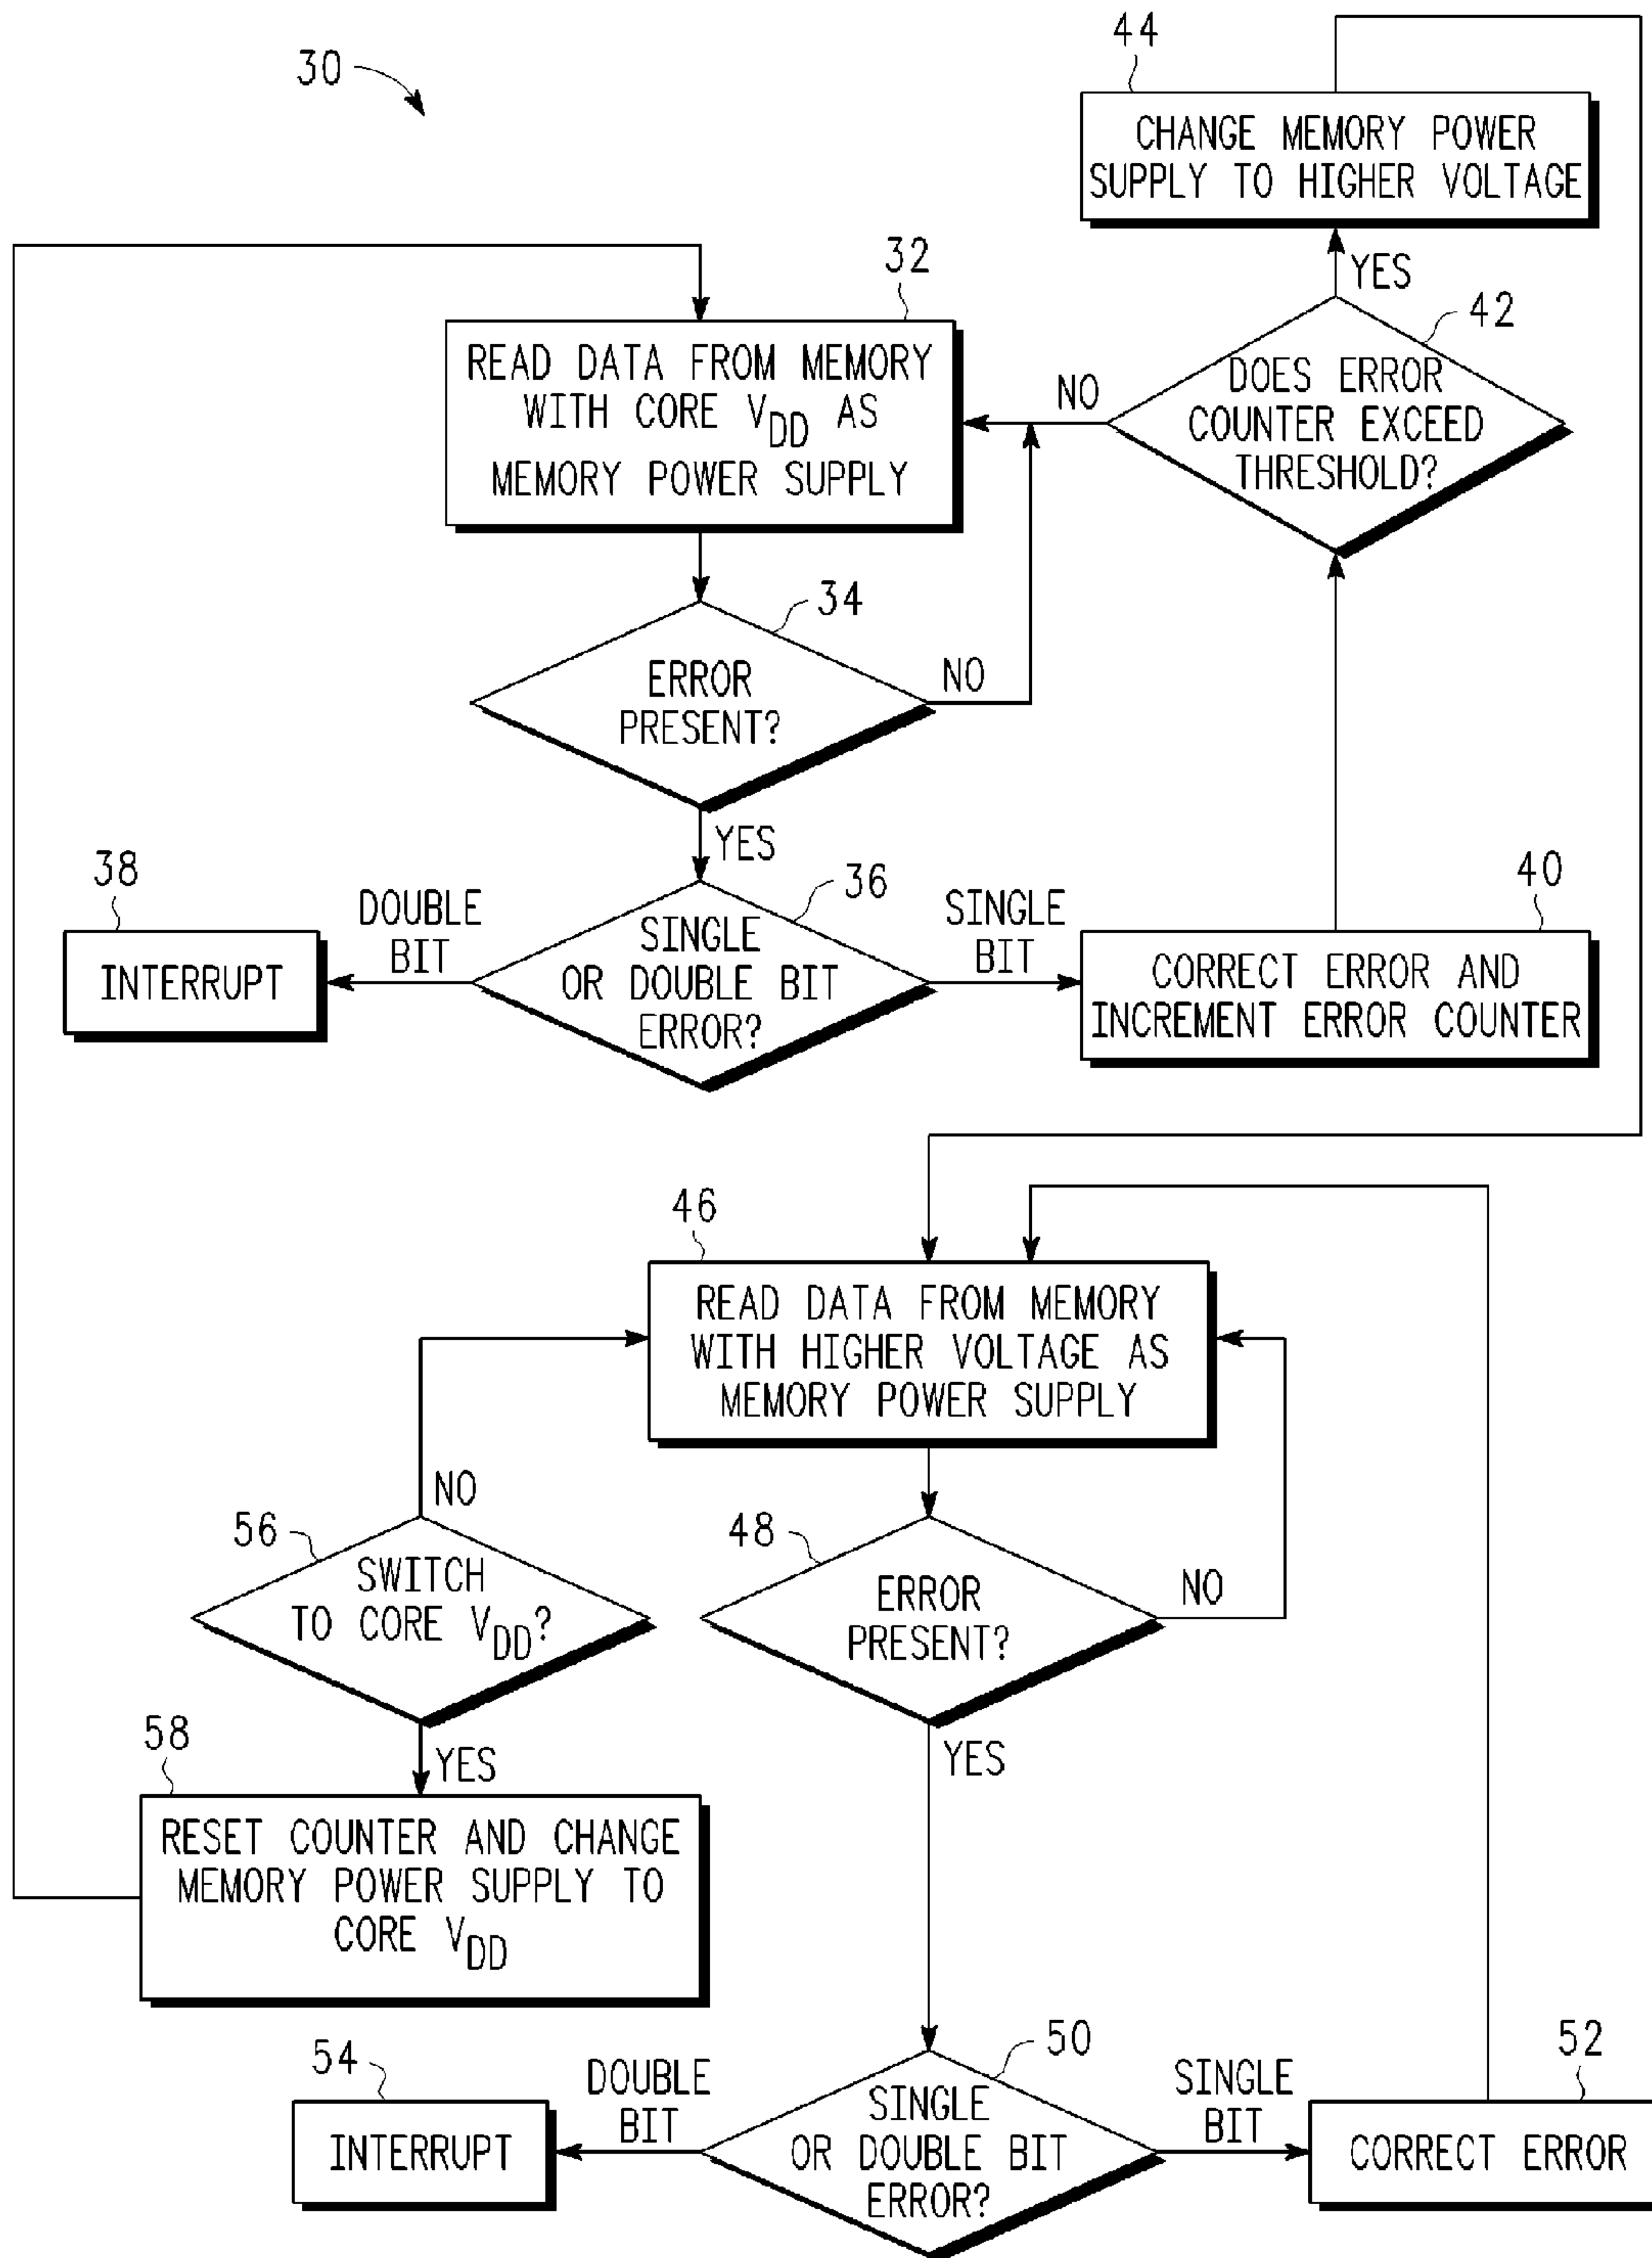 30
44
CHANGE MEMORY POWER
SUPPLY TO HIGHER VOLTAGE
YES
32
READ DATA FROM MEMORY
WITH CORE VDD AS
MEMORY POWER SUPPLY
NO
42
DOES ERROR
COUNTER EXCEED
THRESHOLD?
34
ERROR
PRESENT?
NO
YES
38
INTERRUPT
DOUBLE
BIT
36
SINGLE
OR DOUBLE BIT
ERROR?
SINGLE
BIT
40
CORRECT ERROR AND
INCREMENT ERROR COUNTER
46
READ DATA FROM MEMORY
WITH HIGHER VOLTAGE AS
MEMORY POWER SUPPLY
NO
56
SWITCH
TO CORE VDD?
48
ERROR
PRESENT?
NO
YES
58
YES
RESET COUNTER AND CHANGE
MEMORY POWER SUPPLY TO
CORE VDD
54
INTERRUPT
DOUBLE
BIT
50
SINGLE
OR DOUBLE BIT
ERROR?
SINGLE
BIT
52
CORRECT ERROR